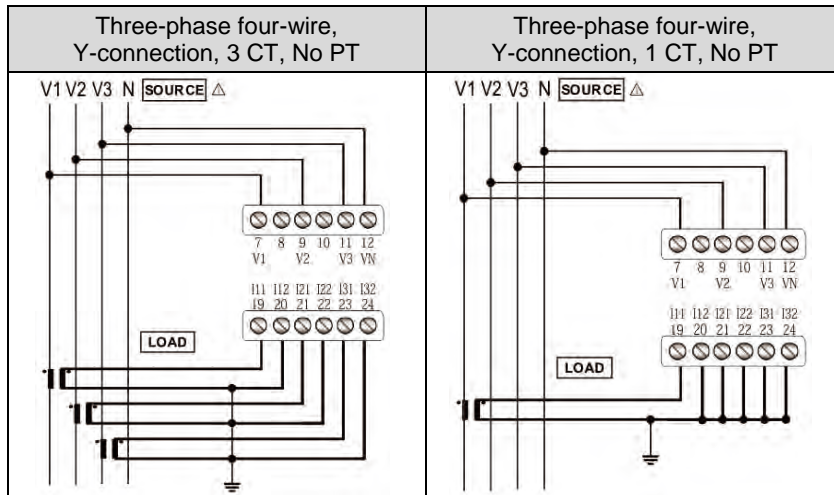 Three-phase four-wire,
Y-connection, 3 CT, No PT
V1 V2 V3 N SOURCE ⚠
7 8 9 10 11 12
V1 V2 V3 VN
I11 I12 I21 I22 I31 I32
19 20 21 22 23 24
LOAD
Three-phase four-wire,
Y-connection, 1 CT, No PT
V1 V2 V3 N SOURCE ⚠
7 8 9 10 11 12
V1 V2 V3 VN
I11 I12 I21 I22 I31 I32
19 20 21 22 23 24
LOAD